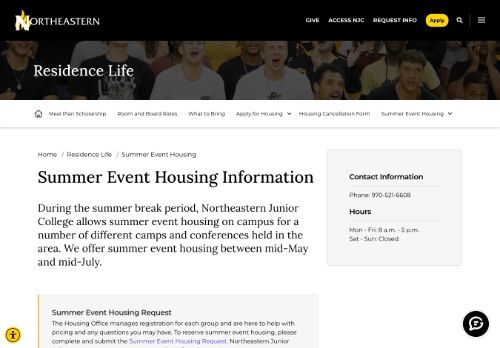 NORTHEASTERN
GIVE ACCESS NJC REQUEST INFO Apply
Residence Life
Meal Plan Scholarship Room and Board Rates What to Bring Apply for Housing Housing Cancellation Form Summer Event Housing
Home / Residence Life / Summer Event Housing
Summer Event Housing Information
During the summer break period, Northeastern Junior
College allows summer event housing on campus for a
number of different camps and conferences held in the
area. We offer summer event housing between mid-May
and mid-July.
Contact Information
Phone: 970-521-6608
Hours
Mon - Fri: 8 a.m. - 5 p.m.
Sat - Sun: Closed
Summer Event Housing Request
The Housing Office manages registration for each group and are here to help with
pricing and any questions you may have. To reserve summer event housing, please
complete and submit the Summer Event Housing Request. Northeastern Junior